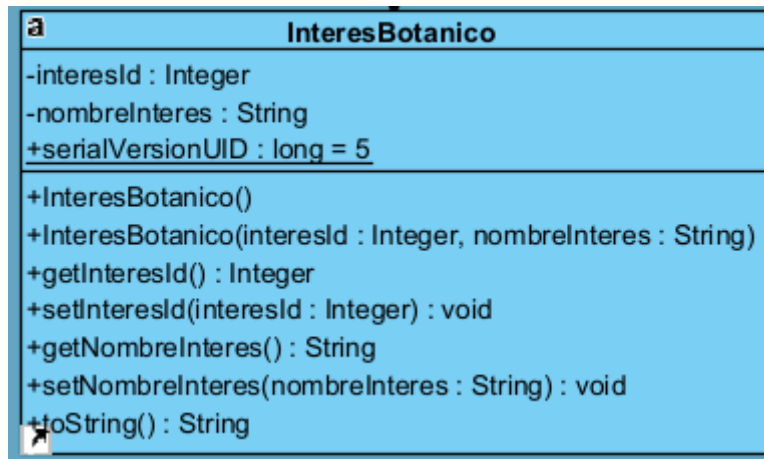 a
InteresBotanico
-interesId : Integer
-nombreInteres : String
+serialVersionUID : long = 5
+InteresBotanico()
+InteresBotanico(interesId : Integer, nombreInteres : String)
+getInteresId() : Integer
+setInteresId(interesId : Integer) : void
+getNombreInteres() : String
+setNombreInteres(nombreInteres : String) : void
+toString() : String